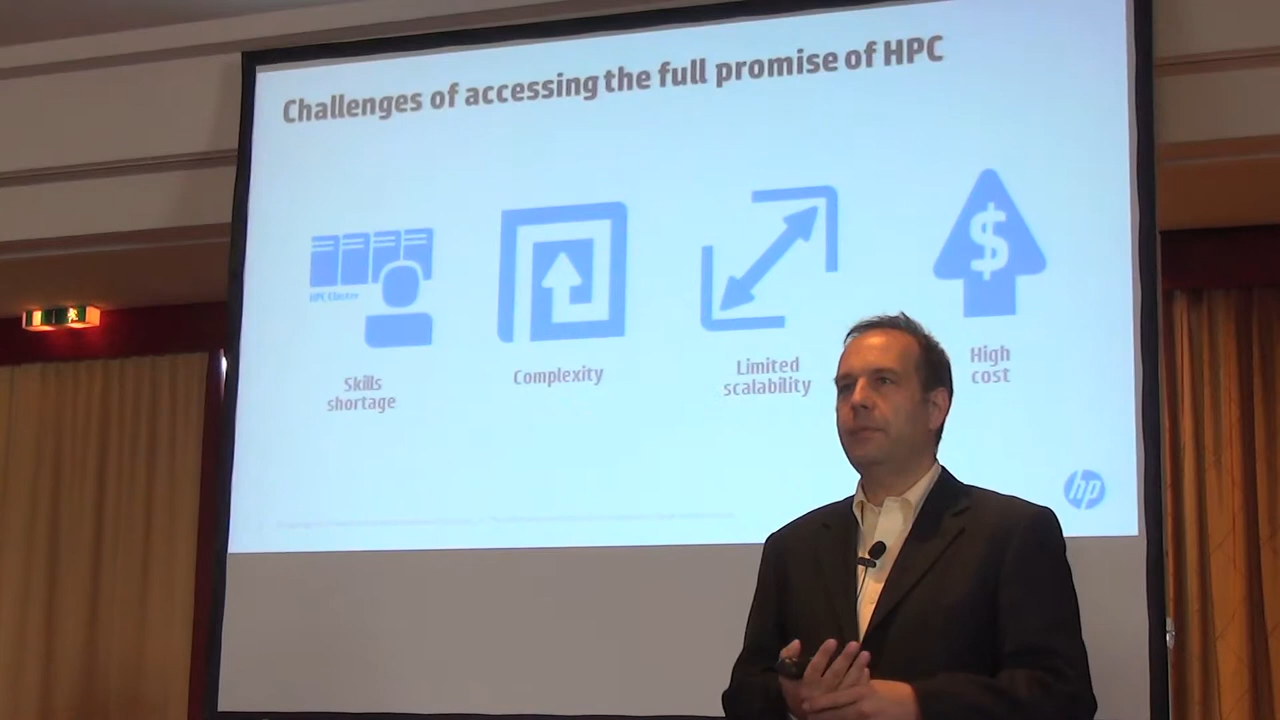 Challenges of accessing the full promise of HPC
HPC Cluster
Skills
shortage
Complexity
Limited
scalability
$
High
cost
hp